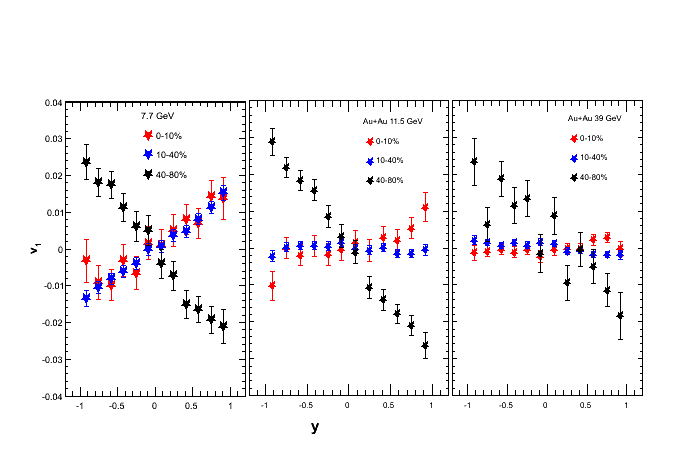 7.7 GeV
0-10%
10-40%
40-80%
Au+Au 11.5 GeV
0-10%
10-40%
40-80%
Au+Au 39 GeV
0-10%
10-40%
40-80%
v1
0.04
0.03
0.02
0.01
0
-0.01
-0.02
-0.03
-0.04
-1 -0.5 0 0.5 1
-1 -0.5 0 0.5 1
-1 -0.5 0 0.5 1
y